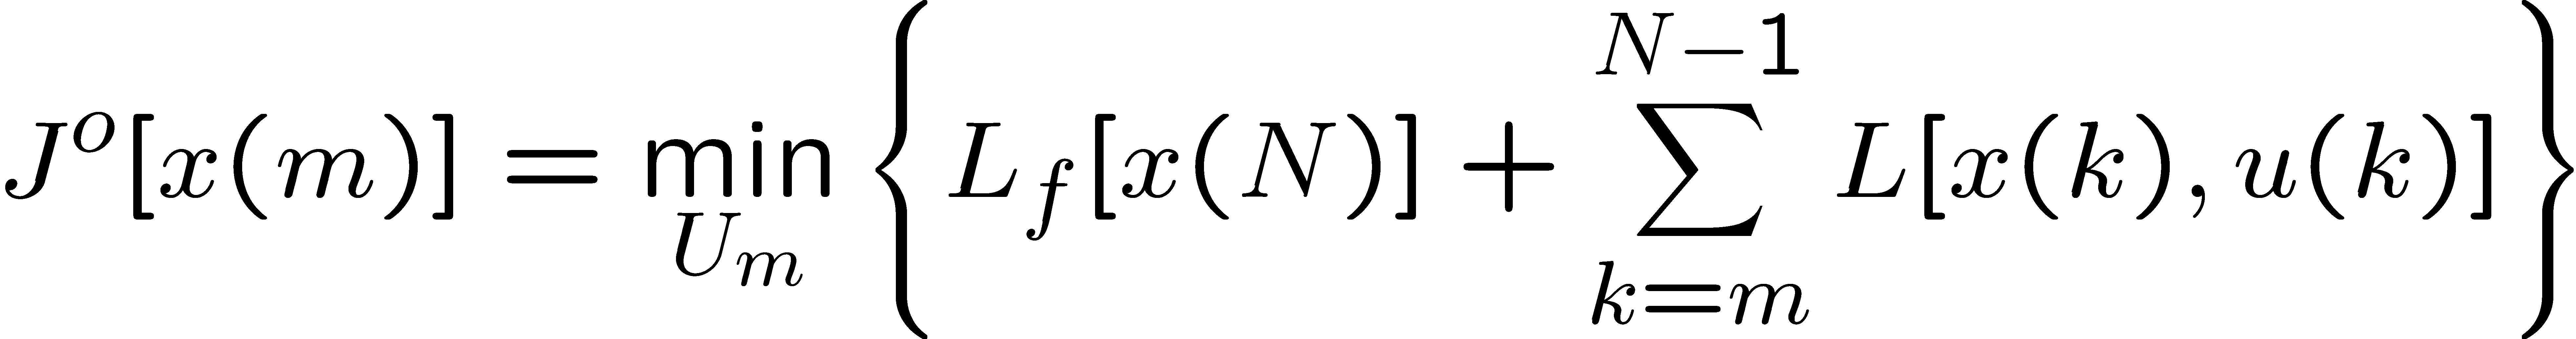 J^o[x(m)] = \min_{U_m} \left\{ L_f[x(N)] + \sum_{k=m}^{N-1} L[x(k), u(k)] \right\}